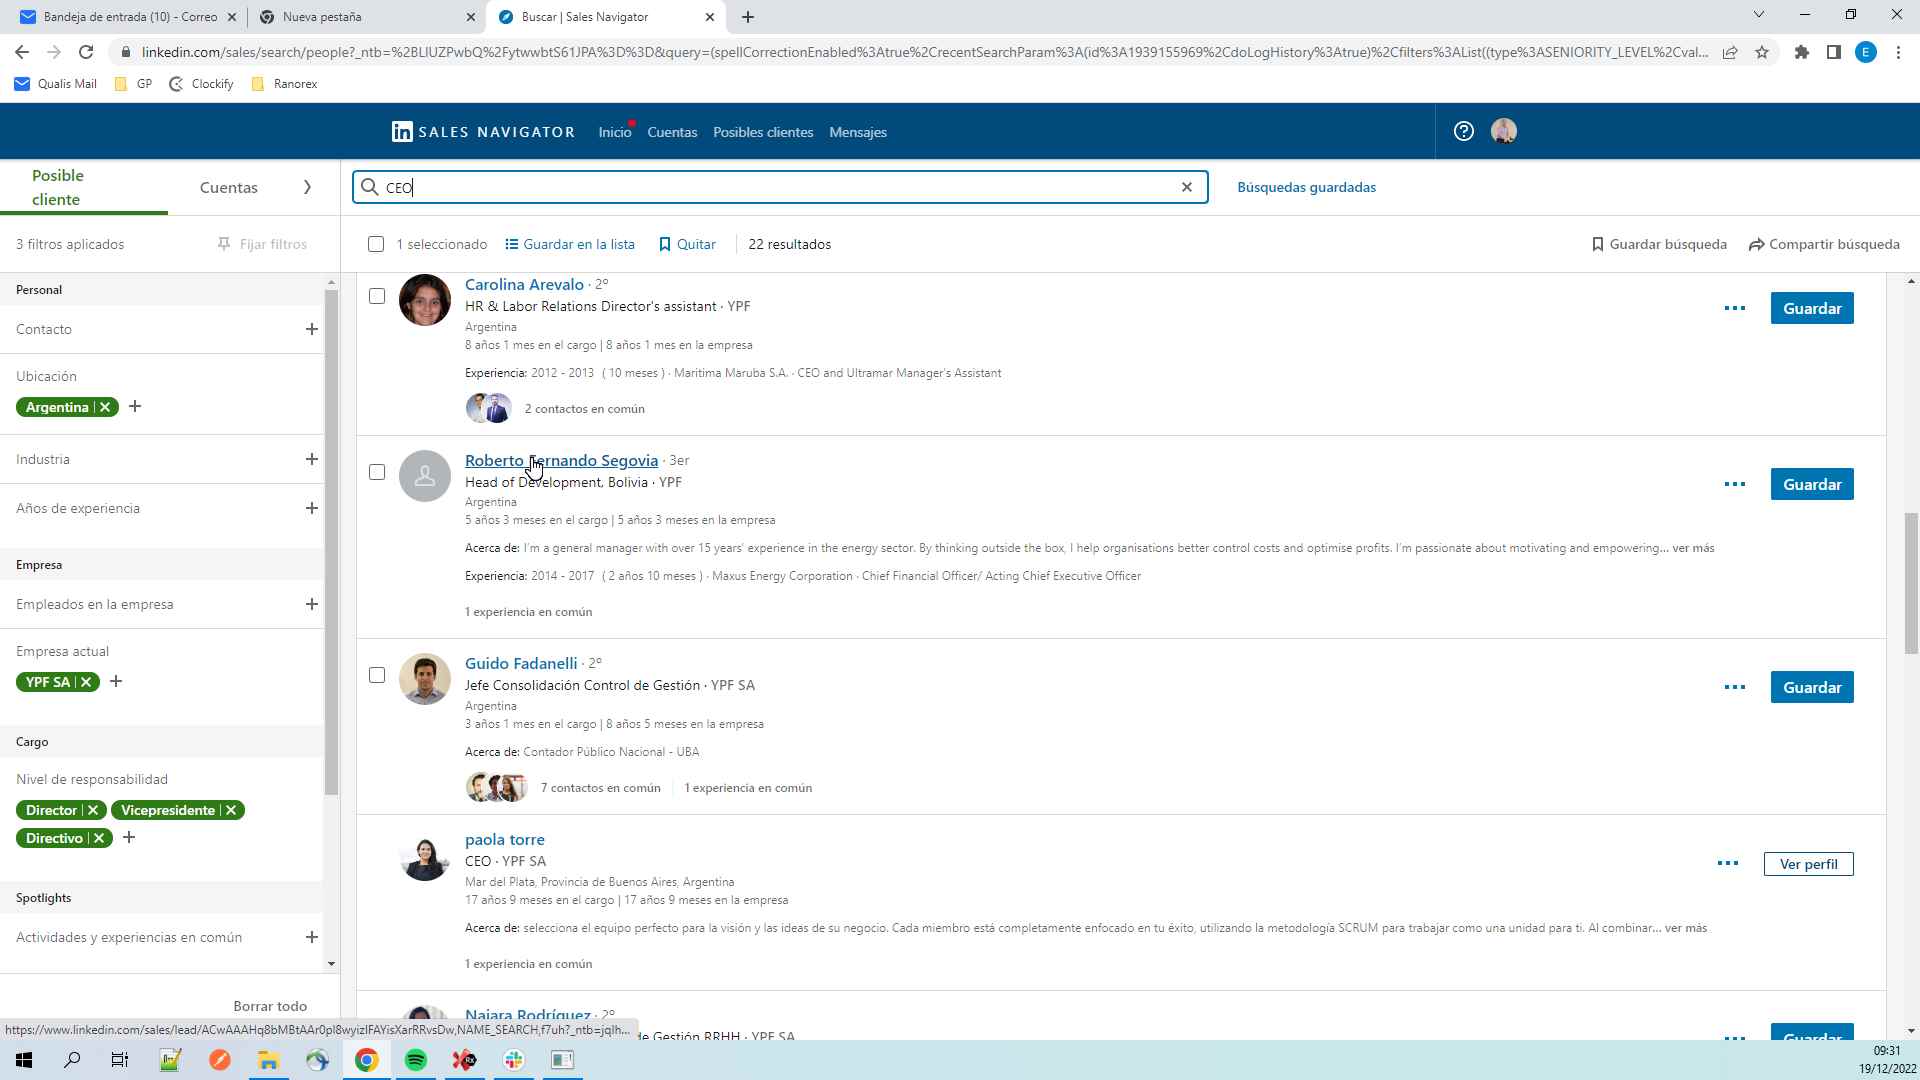 Bandeja de entrada (10) - Correo
Nueva pestaña
Buscar | Sales Navigator
linkedin.com/sales/search/people?_ntb=%2BLlUZPwbQ%2FytwwbtS61JPA%3D%3D&query=(spellCorrectionEnabled%3Atrue%2CrecentSearchParam%3A(id%3A1939155969%2CdoLogHistory%3Atrue)%2Cfilters%3AList((type%3ASENIORITY_LEVEL%2Cval...
E
Qualis Mail
GP
Clockify
Ranorex
in SALES NAVIGATOR
Inicio
Cuentas
Posibles clientes
Mensajes
Posible cliente
Cuentas
CEO
Búsquedas guardadas
3 filtros aplicados
Fijar filtros
1 seleccionado
Guardar en la lista
Quitar
22 resultados
Guardar búsqueda
Compartir búsqueda
Personal
Contacto
Ubicación
Argentina
Industria
Años de experiencia
Empresa
Empleados en la empresa
Empresa actual
YPF SA
Cargo
Nivel de responsabilidad
Director
Vicepresidente
Directivo
Spotlights
Actividades y experiencias en común
Borrar todo
Carolina Arevalo · 2º
HR & Labor Relations Director's assistant · YPF
Argentina
8 años 1 mes en el cargo | 8 años 1 mes en la empresa
Experiencia: 2012 - 2013 ( 10 meses ) · Maritima Maruba S.A. · CEO and Ultramar Manager's Assistant
2 contactos en común
Guardar
Roberto Fernando Segovia · 3er
Head of Development, Bolivia · YPF
Argentina
5 años 3 meses en el cargo | 5 años 3 meses en la empresa
Acerca de: I'm a general manager with over 15 years' experience in the energy sector. By thinking outside the box, I help organisations better control costs and optimise profits. I'm passionate about motivating and empowering... ver más
Experiencia: 2014 - 2017 ( 2 años 10 meses ) · Maxus Energy Corporation · Chief Financial Officer/ Acting Chief Executive Officer
1 experiencia en común
Guardar
Guido Fadanelli · 2º
Jefe Consolidación Control de Gestión · YPF SA
Argentina
3 años 1 mes en el cargo | 8 años 5 meses en la empresa
Acerca de: Contador Público Nacional - UBA
7 contactos en común
1 experiencia en común
Guardar
paola torre
CEO · YPF SA
Mar del Plata, Provincia de Buenos Aires, Argentina
17 años 9 meses en el cargo | 17 años 9 meses en la empresa
Acerca de: selecciona el equipo perfecto para la visión y las ideas de su negocio. Cada miembro está completamente enfocado en tu éxito, utilizando la metodología SCRUM para trabajar como una unidad para ti. Al combinar... ver más
1 experiencia en común
Ver perfil
Naiara Rodríguez · 2º
de Gestión RRHH · YPF SA
Guardar
https://www.linkedin.com/sales/lead/ACwAAAHq8bMBtAAr0pl8wyizIFAYisXarRRvsDw,NAME_SEARCH,f7uh?_ntb=jqlh...
09:31
19/12/2022